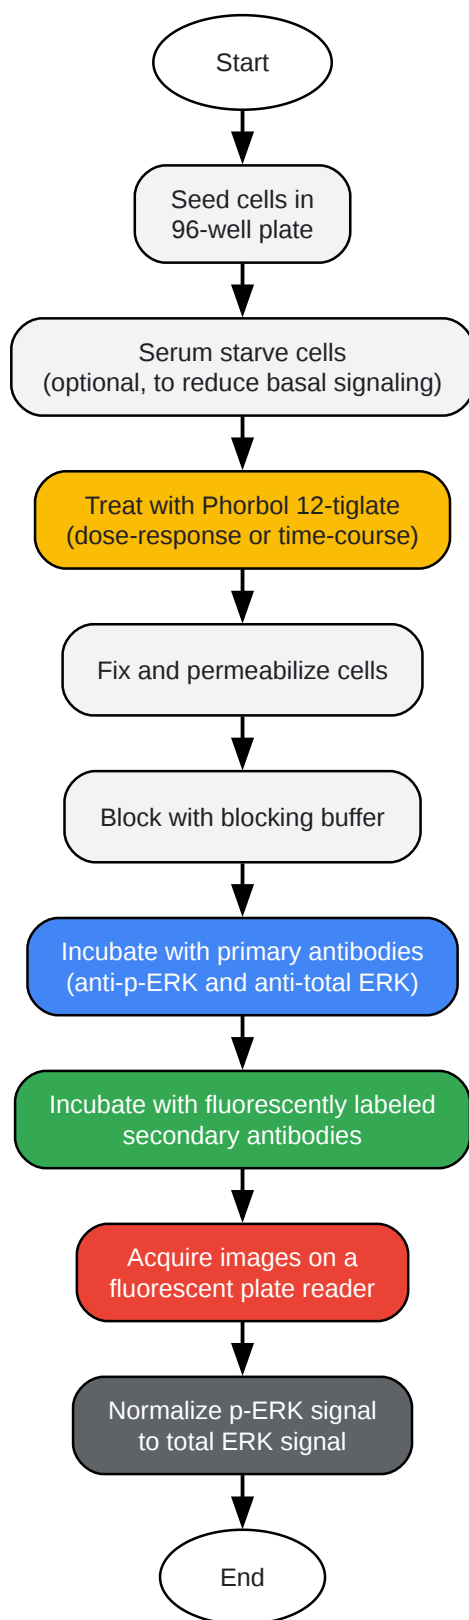 Start
Seed cells in
96-well plate
Serum starve cells
(optional, to reduce basal signaling)
Treat with Phorbol 12-tiglate
(dose-response or time-course)
Fix and permeabilize cells
Block with blocking buffer
Incubate with primary antibodies
(anti-p-ERK and anti-total ERK)
Incubate with fluorescently labeled
secondary antibodies
Acquire images on a
fluorescent plate reader
Normalize p-ERK signal
to total ERK signal
End